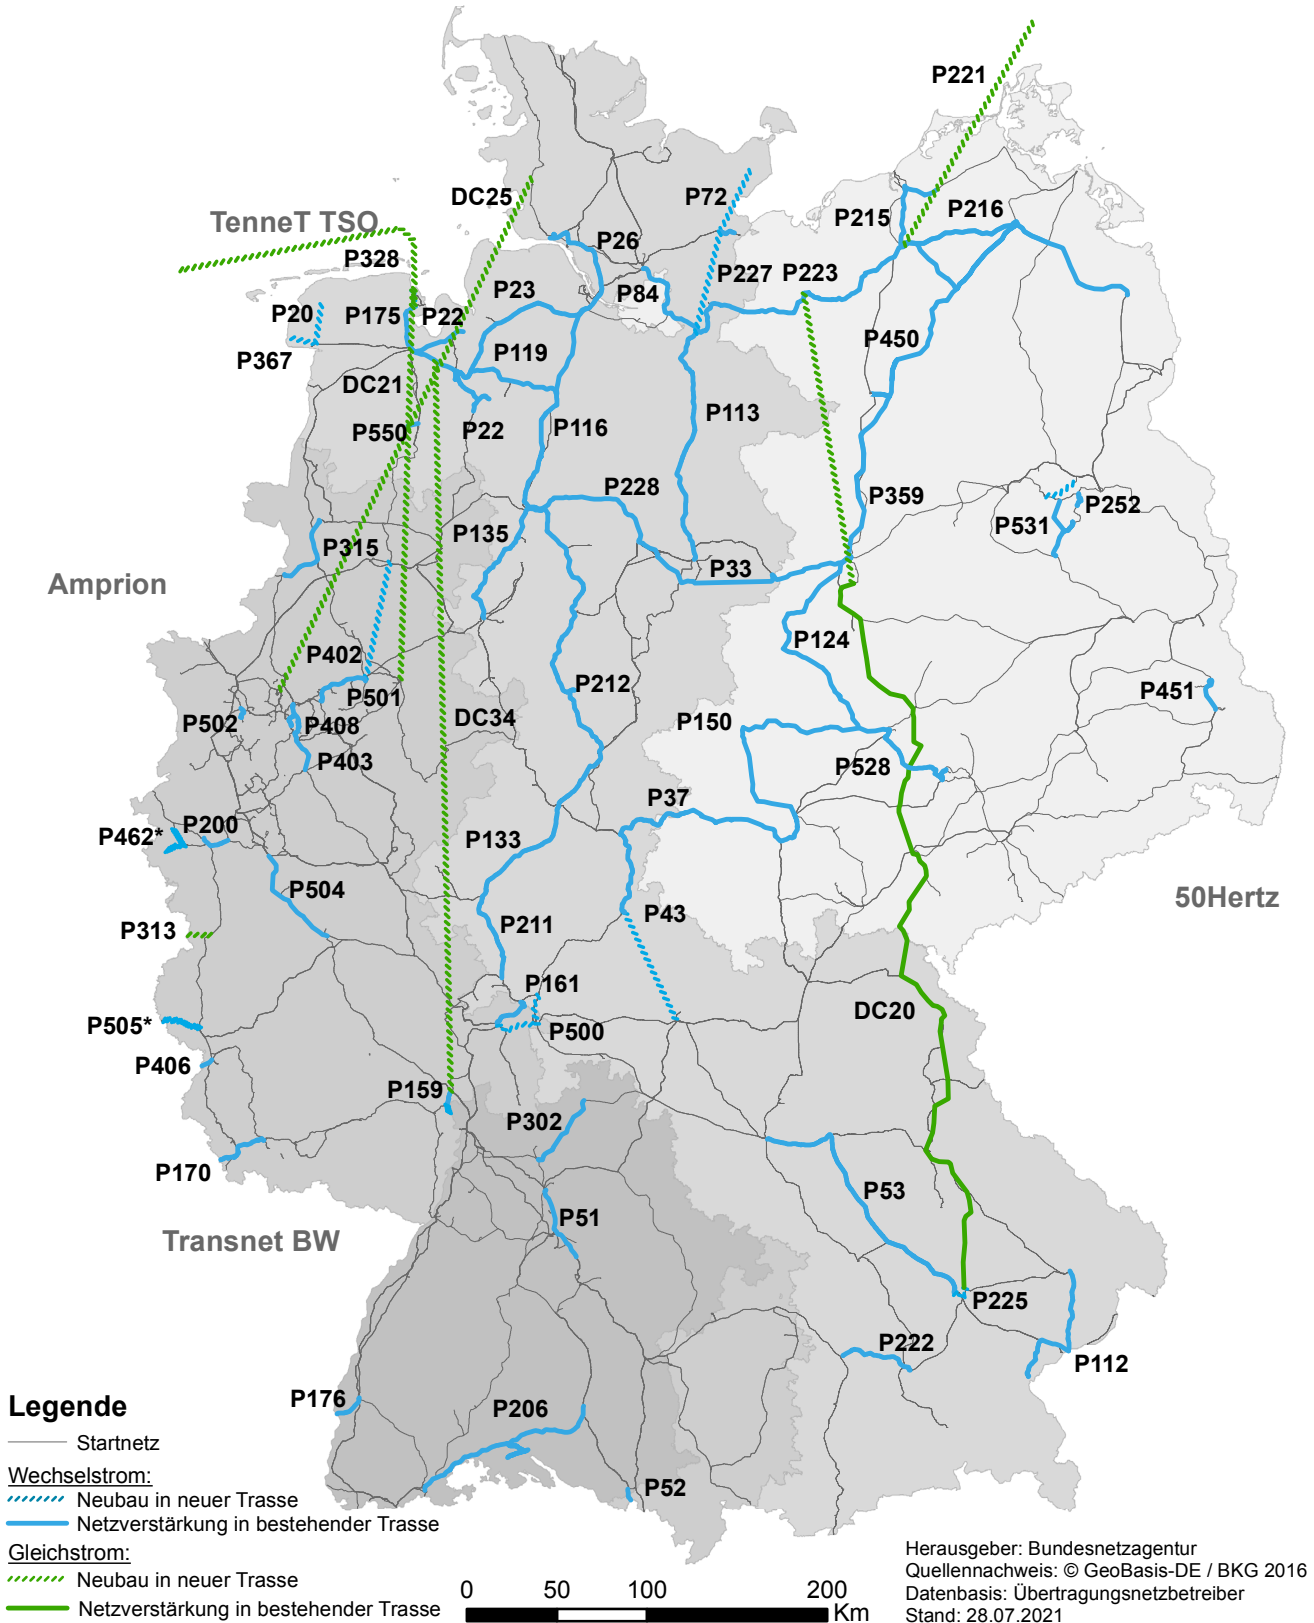 P221
DC25
P72
TenneT TSO
P215
P216
P26
P328
P227
P223
P23
P84
P20
P175
P22
P450
P367
P119
DC21
P550
P22
P116
P113
P228
P359
P252
P531
P135
P315
P33
Amprion
P124
P402
P501
P212
P451
P502
P408
DC34
P150
P403
P528
P37
P462*
P200
P133
P504
50Hertz
P43
P313
P211
P161
DC20
P505*
P500
P406
P159
P302
P170
P53
P51
Transnet BW
P225
P222
P112
P176
P206
P52
Legende
Startnetz
Wechselstrom:
Neubau in neuer Trasse
Netzverstärkung in bestehender Trasse
Gleichstrom:
Neubau in neuer Trasse
Netzverstärkung in bestehender Trasse
0 50 100 200
Km
Herausgeber: Bundesnetzagentur
Quellennachweis: © GeoBasis-DE / BKG 2016
Datenbasis: Übertragungsnetzbetreiber
Stand: 28.07.2021